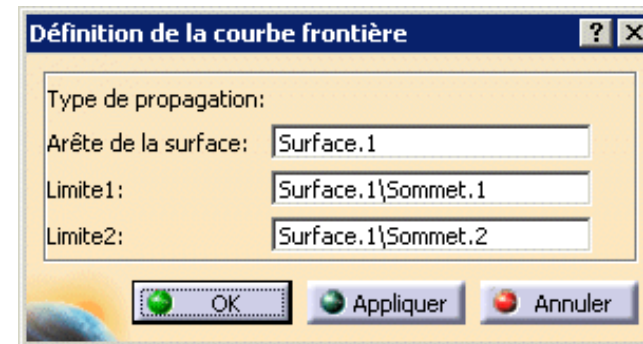 Définition de la courbe frontière ? X
Type de propagation:
Arête de la surface: Surface.1
Limite1: Surface.1\Sommet.1
Limite2: Surface.1\Sommet.2
OK Appliquer Annuler